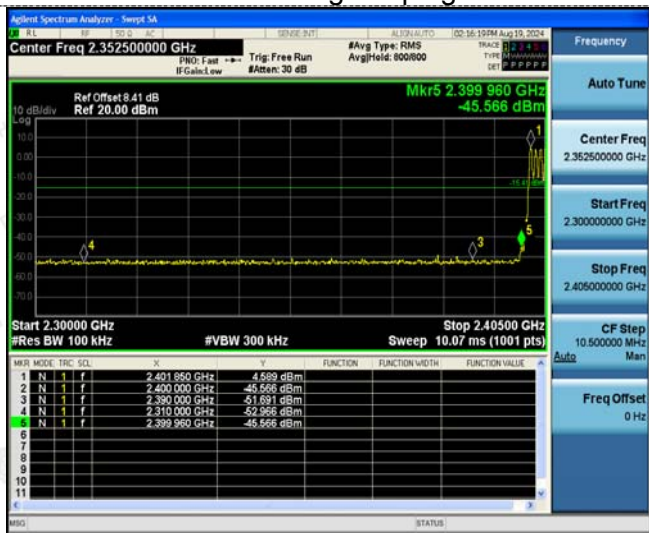 Agilent Spectrum Analyzer - Swept SA
RL RF 50 Ω AC SENSE:INT ALIGN AUTO 02:16:19PM Aug 19, 2024
Center Freq 2.352500000 GHz
PNO: Fast Trig: Free Run #Avg Type: RMS TRACE 1 2 3 4 5 6
IFGain:Low #Atten: 30 dB Avg|Hold: 800/800 TYPE
DET P P P P P P
Ref Offset 8.41 dB Mkr5 2.399 960 GHz
10 dB/div Ref 20.00 dBm -45.566 dBm
Log
10.0
0.00
-10.0
-20.0
-30.0
-40.0
-50.0
-60.0
-70.0
1
5
3
4
Start 2.30000 GHz Stop 2.40500 GHz
#Res BW 100 kHz #VBW 300 kHz Sweep 10.07 ms (1001 pts)
MKR MODE TRC SCL X Y FUNCTION FUNCTION WIDTH FUNCTION VALUE
1 N 1 f 2.401 850 GHz 4.589 dBm
2 N 1 f 2.400 000 GHz -45.566 dBm
3 N 1 f 2.390 000 GHz -51.691 dBm
4 N 1 f 2.310 000 GHz -52.966 dBm
5 N 1 f 2.399 960 GHz -45.566 dBm
6
7
8
9
10
11
MSG STATUS
Frequency
Auto Tune
Center Freq
2.352500000 GHz
Start Freq
2.300000000 GHz
Stop Freq
2.405000000 GHz
CF Step
10.500000 MHz
Auto Man
Freq Offset
0 Hz